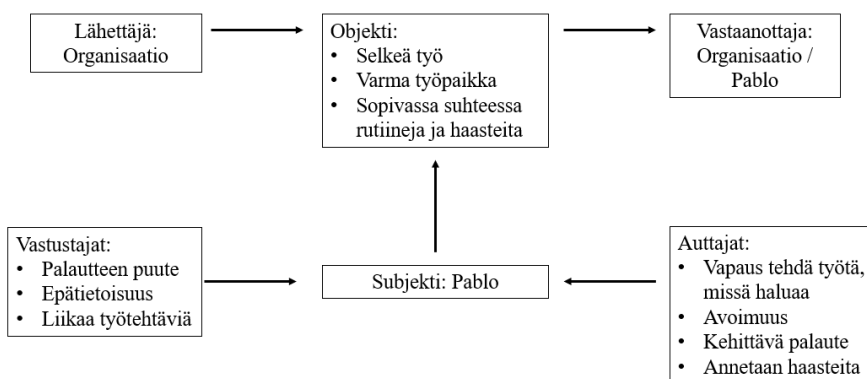 Lähettäjä:
Organisaatio
Objekti:
• Selkeä työ
• Varma työpaikka
• Sopivassa suhteessa
rutiineja ja haasteita
Vastaanottaja:
Organisaatio /
Pablo
Vastustajat:
• Palautteen puute
• Epätietoisuus
• Liikaa työtehtäviä
Subjekti: Pablo
Auttajat:
• Vapaus tehdä työtä,
missä haluaa
• Avoimuus
• Kehittävä palaute
• Annetaan haasteita